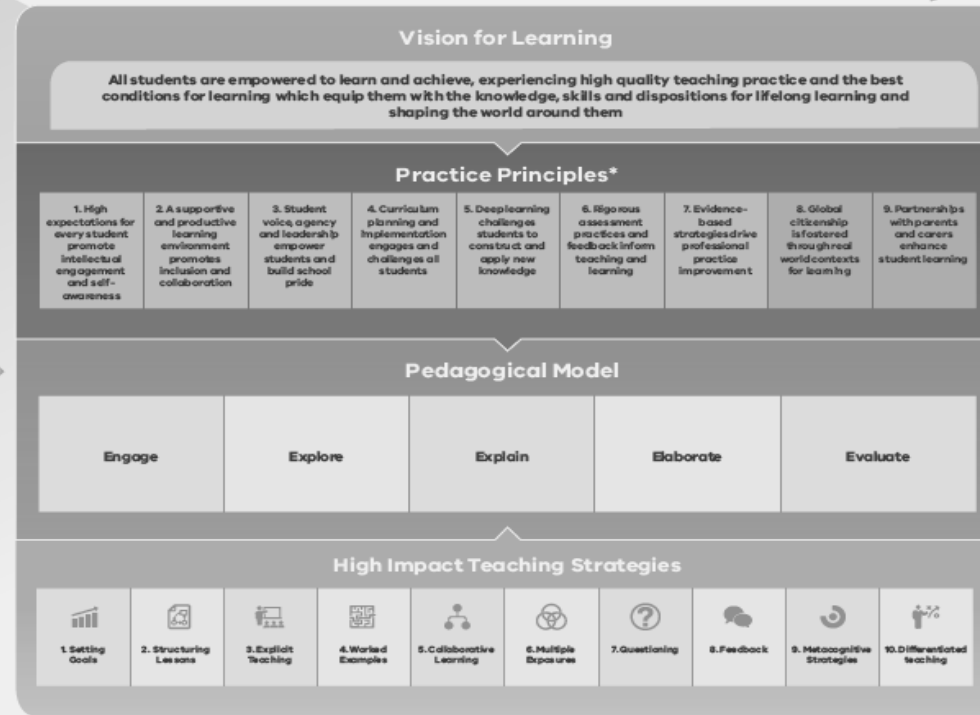 Vision for Learning
All students are empowered to learn and achieve, experiencing high quality teaching practice and the best
conditions for learning which equip them with the knowledge, skills and dispositions for lifelong learning and
shaping the world around them
Practice Principles*
1. High
expectations for
every student
promote
intellectual
engagement
and self-
awareness
2. A supportive
and productive
learning
environment
promotes
inclusion and
collaboration
3. Student
voice, agency
and leadership
empower
students and
build school
pride
4. Curriculum
planning and
implementation
engages and
challenges all
students
5. Deep learning
challenges
students to
construct and
apply new
knowledge
6. Rigorous
assessment
practices and
feedback inform
teaching and
learning
7. Evidence-
based
strategies drive
professional
practice
improvement
8. Global
citizenship
is fostered
through real
world contexts
for learning
9. Partnerships
with parents
and carers
enhance
student learning
Pedagogical Model
Engage
Explore
Explain
Elaborate
Evaluate
High Impact Teaching Strategies
1. Setting
Goals
2. Structuring
Lessons
3. Explicit
Teaching
4. Worked
Examples
5. Collaborative
Learning
6. Multiple
Exposures
7. Questioning
8. Feedback
9. Metacognitive
Strategies
10. Differentiated
teaching